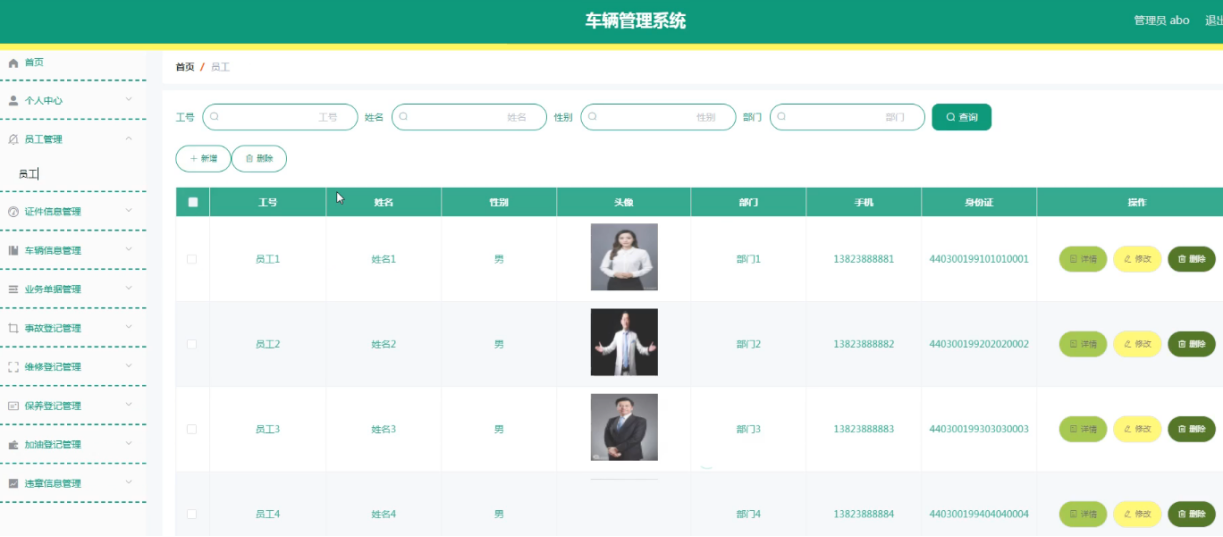 车辆管理系统
管理员 abo 退出
首页
首页 / 员工
个人中心
工号 工号 姓名 姓名 性别 性别 部门 部门 查询
员工管理
新增 删除
员工
工号 姓名 性别 头像 部门 手机 身份证 操作
证件信息管理
车辆信息管理
员工1 姓名1 男 部门1 13823888881 440300199101010001 详情 修改 删除
业务单据管理
事故登记管理
员工2 姓名2 男 部门2 13823888882 440300199202020002 详情 修改 删除
维修登记管理
保养登记管理
员工3 姓名3 男 部门3 13823888883 440300199303030003 详情 修改 删除
加油登记管理
违章信息管理
员工4 姓名4 男 部门4 13823888884 440300199404040004 详情 修改 删除